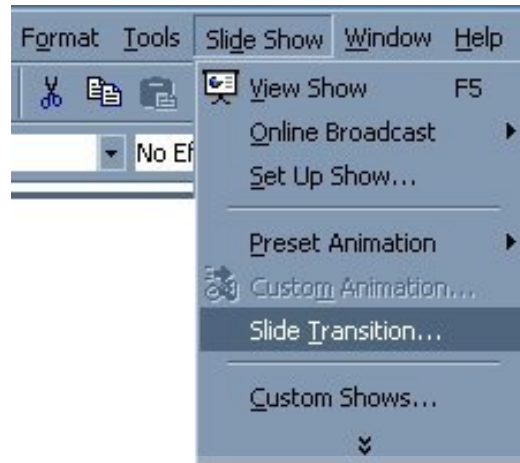 Format Tools Slide Show Window Help
View Show F5
No Ef
Online Broadcast
Set Up Show...
Preset Animation
Custom Animation...
Slide Transition...
Custom Shows...